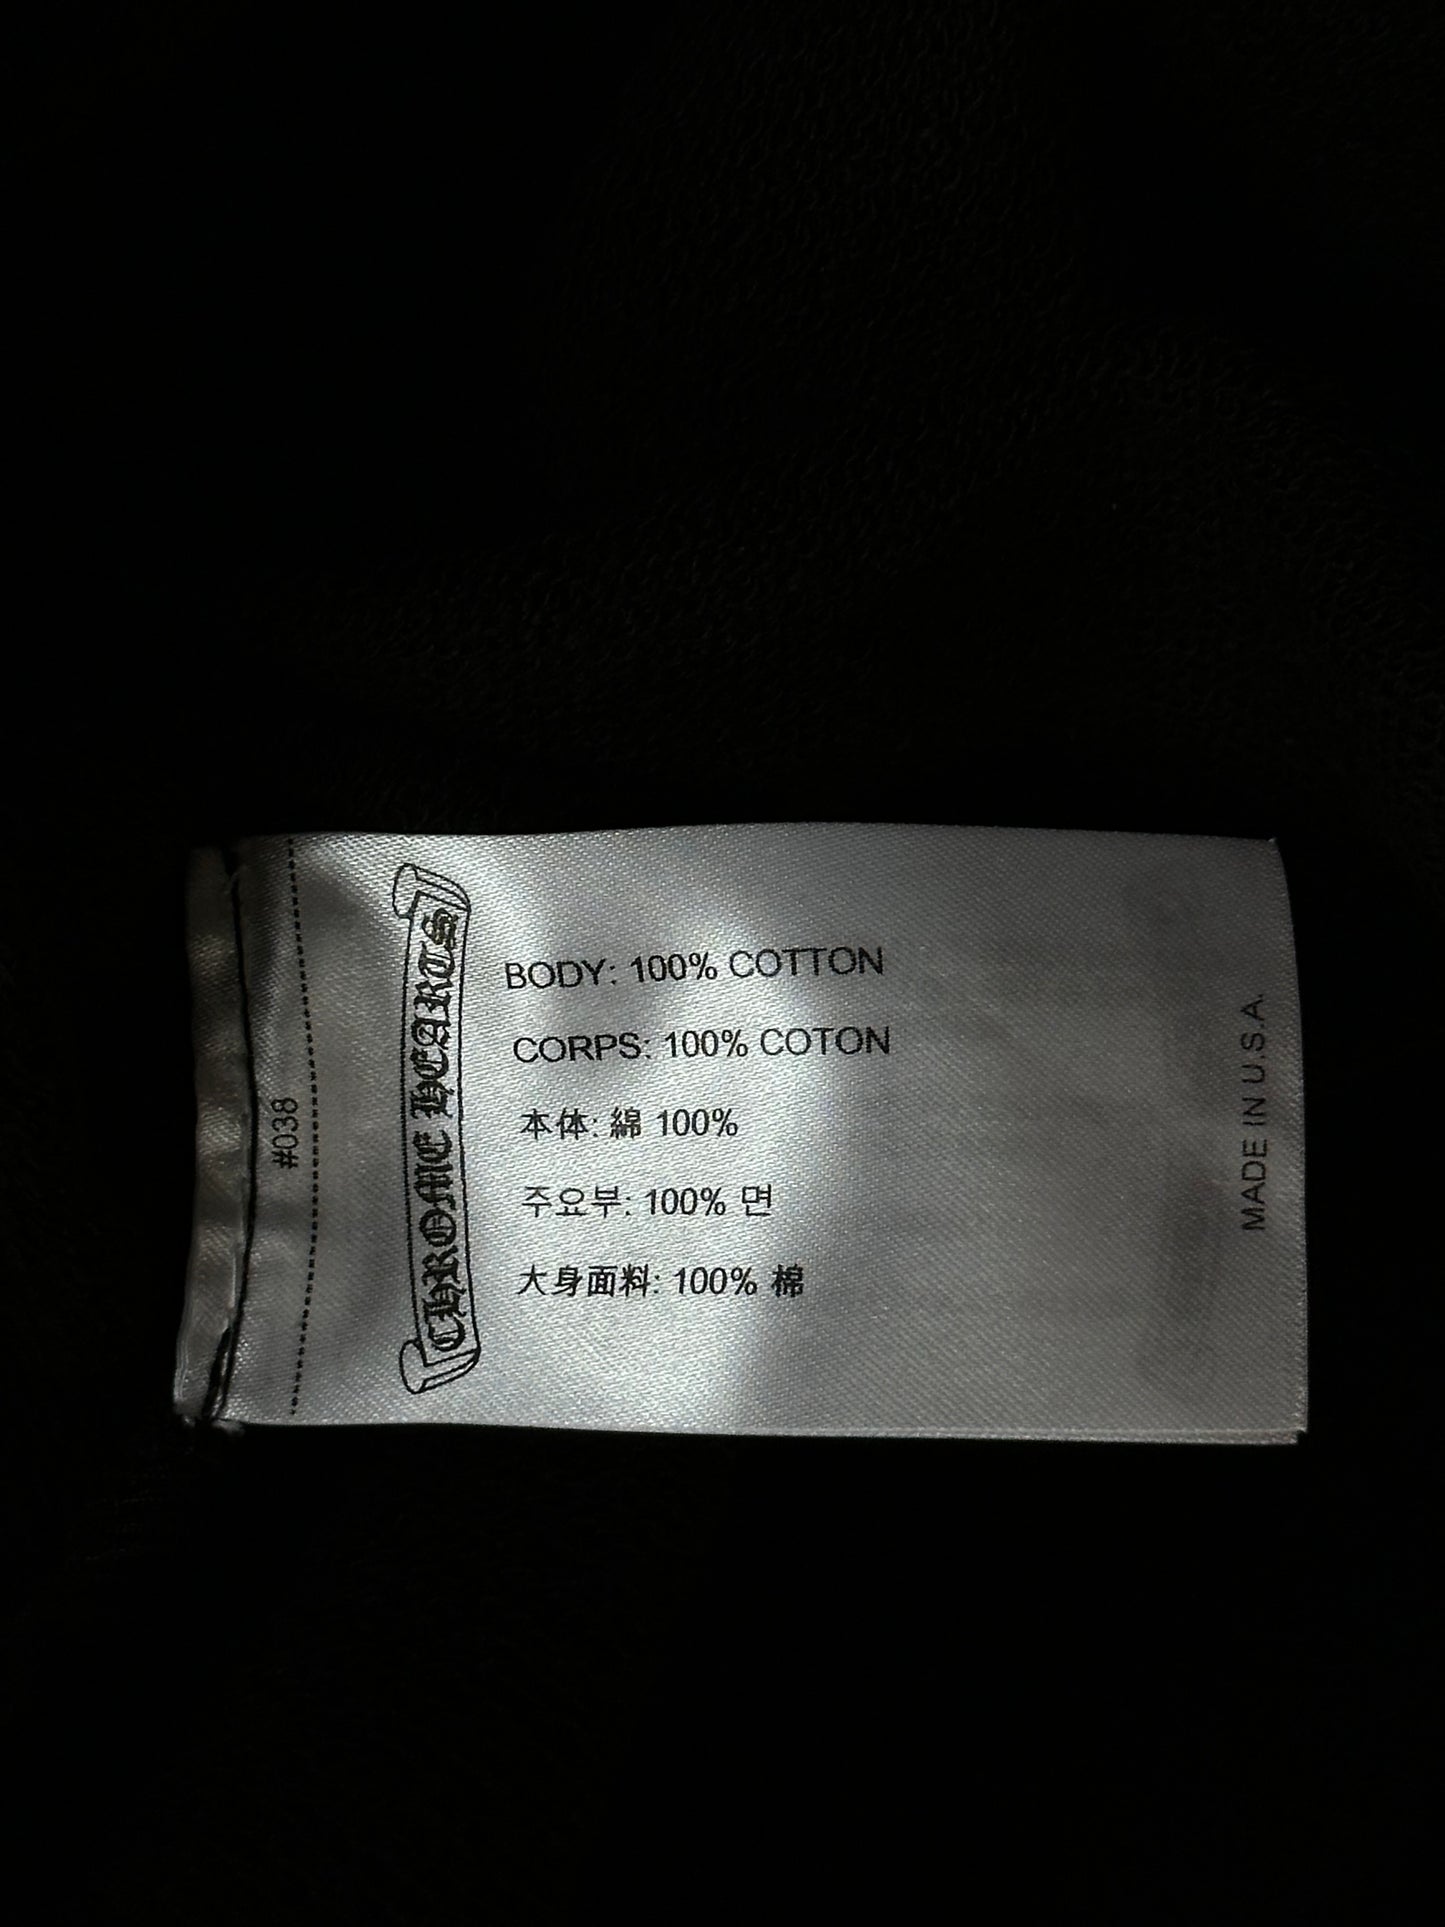 #038
CHROME HEARTS
BODY: 100% COTTON
CORPS: 100% COTON
本体: 綿 100%
주요부: 100% 면
大身面料: 100% 棉
MADE IN U.S.A.